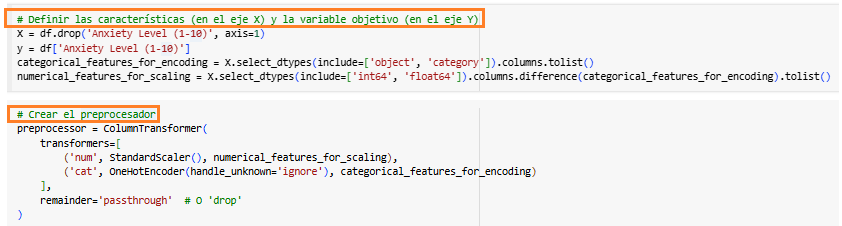 # Definir las características (en el eje X) y la variable objetivo (en el eje Y)
X = df.drop('Anxiety Level (1-10)', axis=1)
y = df['Anxiety Level (1-10)']
categorical_features_for_encoding = X.select_dtypes(include=['object', 'category']).columns.tolist()
numerical_features_for_scaling = X.select_dtypes(include=['int64', 'float64']).columns.difference(categorical_features_for_encoding).tolist()
# Crear el preprocesador
preprocessor = ColumnTransformer(
    transformers=[
        ('num', StandardScaler(), numerical_features_for_scaling),
        ('cat', OneHotEncoder(handle_unknown='ignore'), categorical_features_for_encoding)
    ],
    remainder='passthrough'  # O 'drop'
)